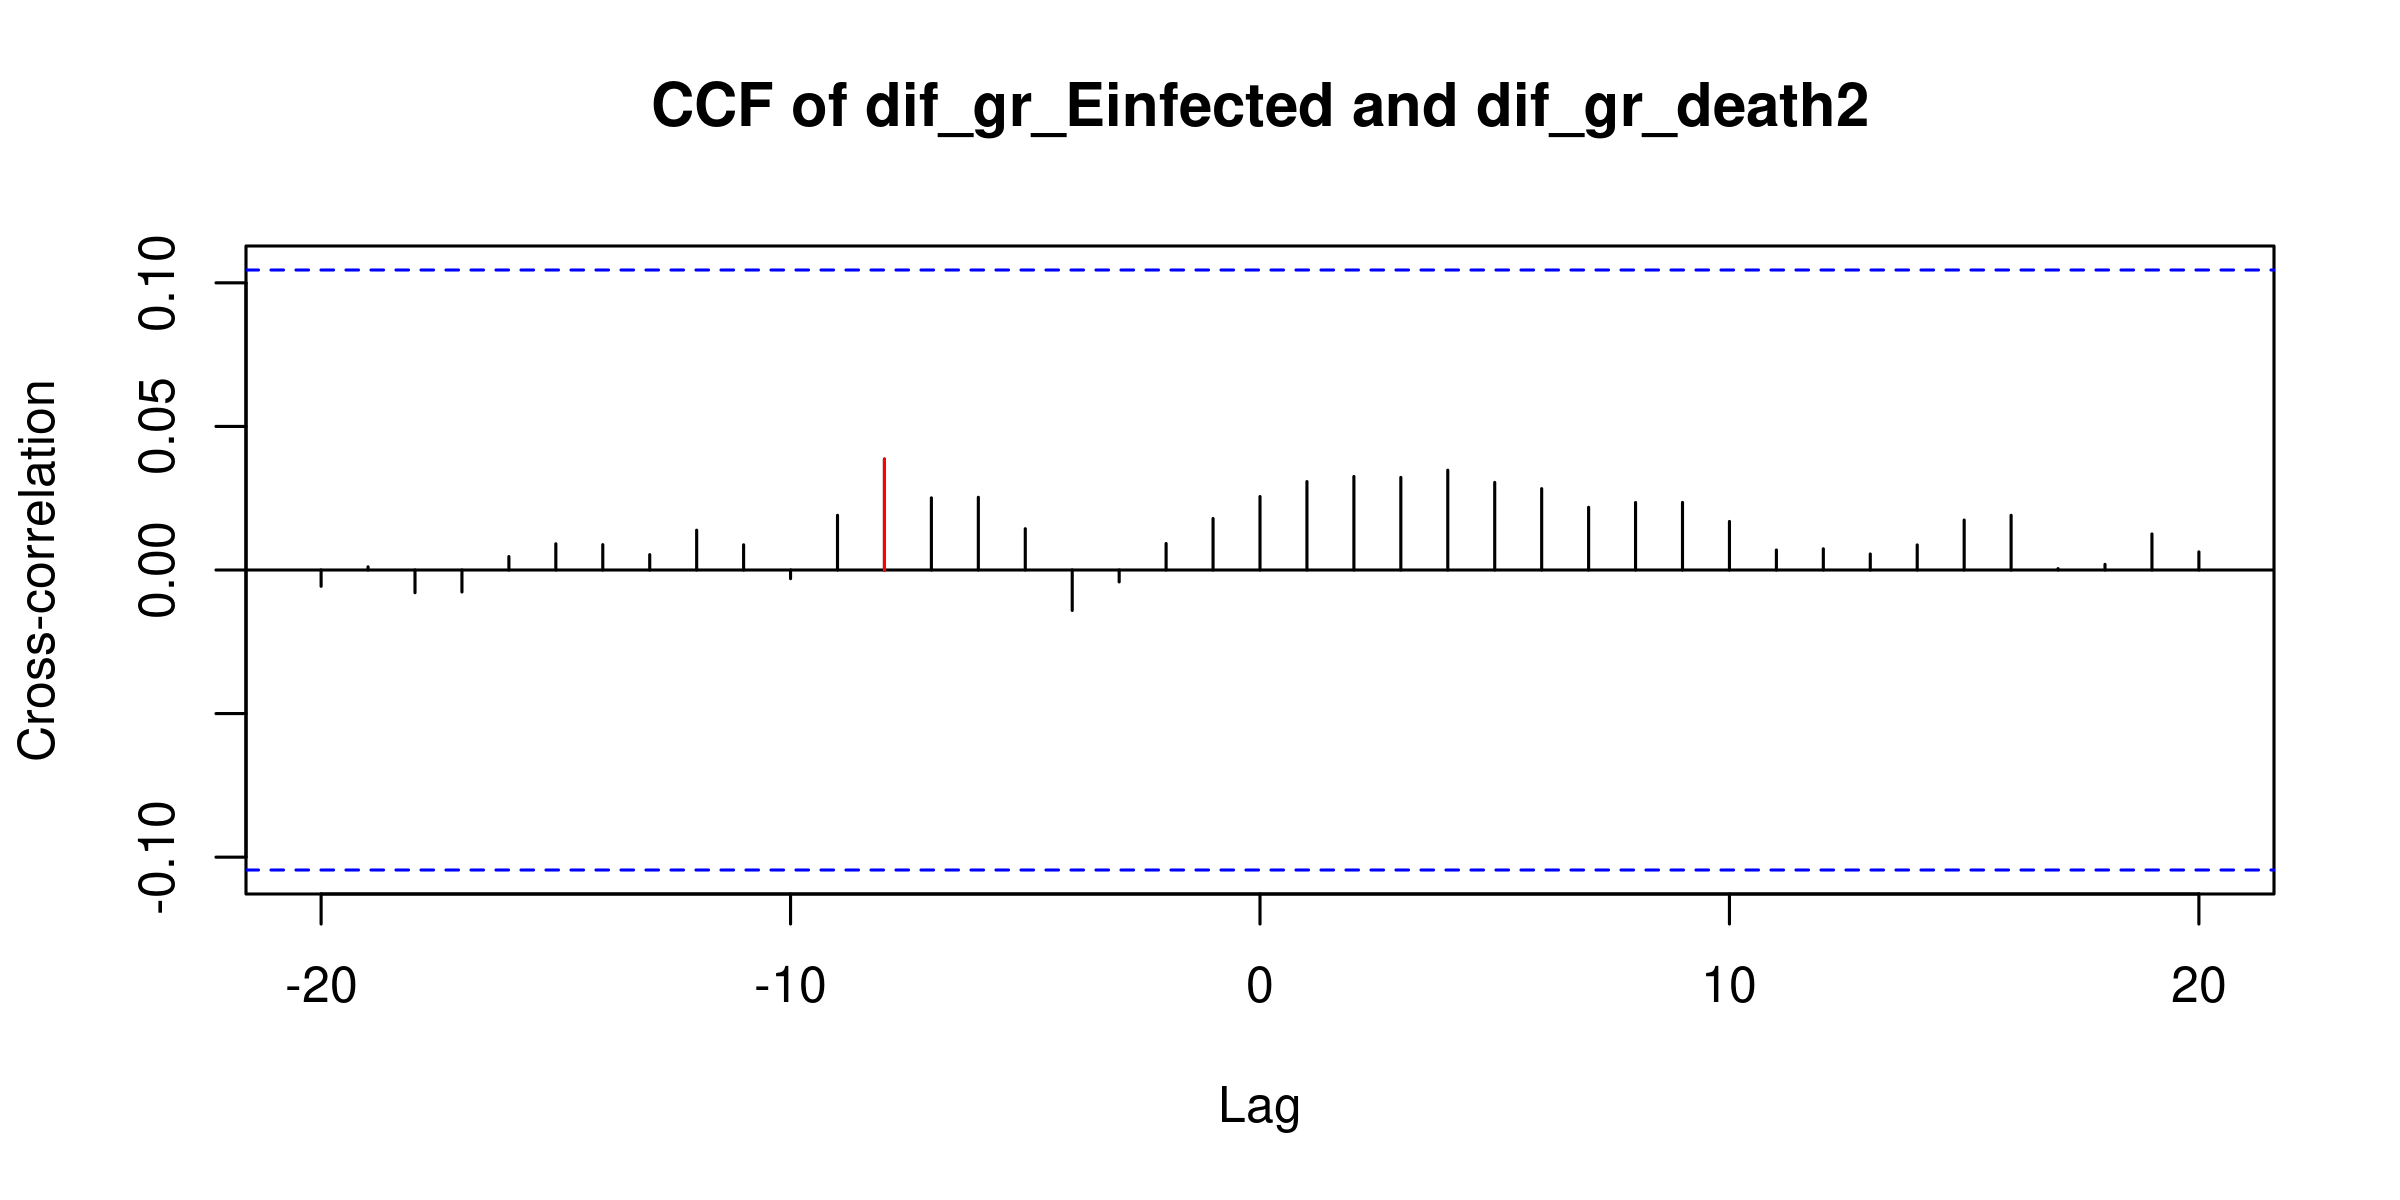 CCF of dif_gr_Einfected and dif_gr_death2
Cross-correlation
0.10
0.05
0.00
-0.10
-20 -10 0 10 20
Lag